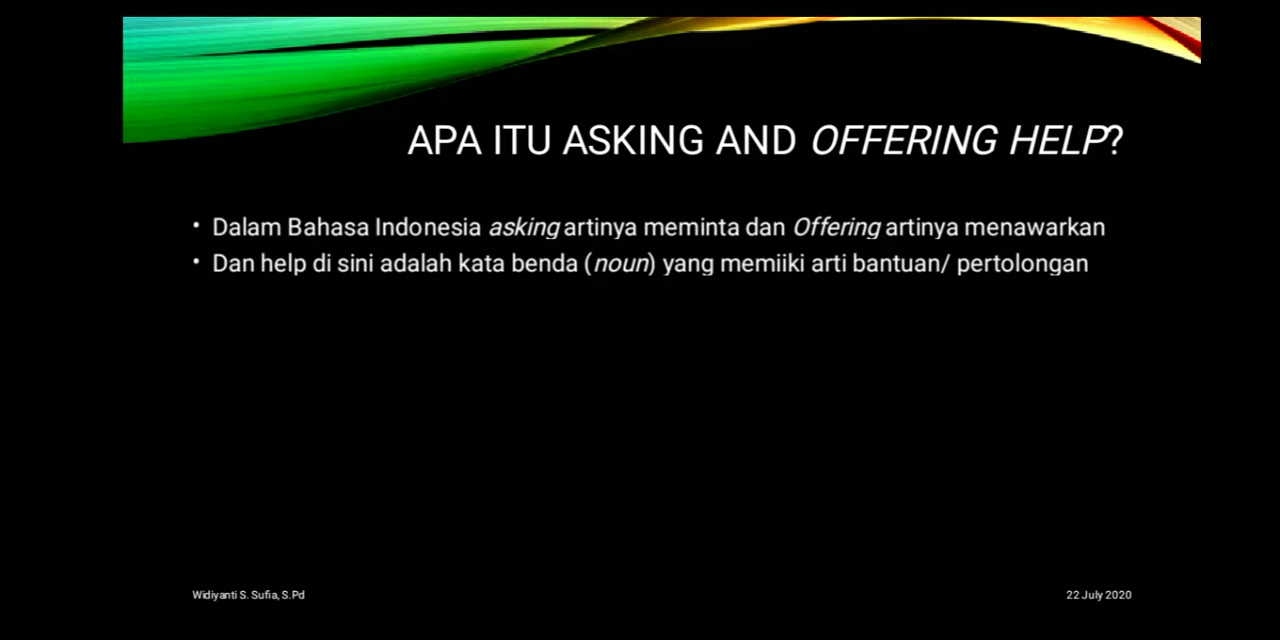 APA ITU ASKING AND OFFERING HELP?
• Dalam Bahasa Indonesia asking artinya meminta dan Offering artinya menawarkan
• Dan help di sini adalah kata benda (noun) yang memiiki arti bantuan/ pertolongan
Widiyanti S. Sufia, S.Pd
22 July 2020